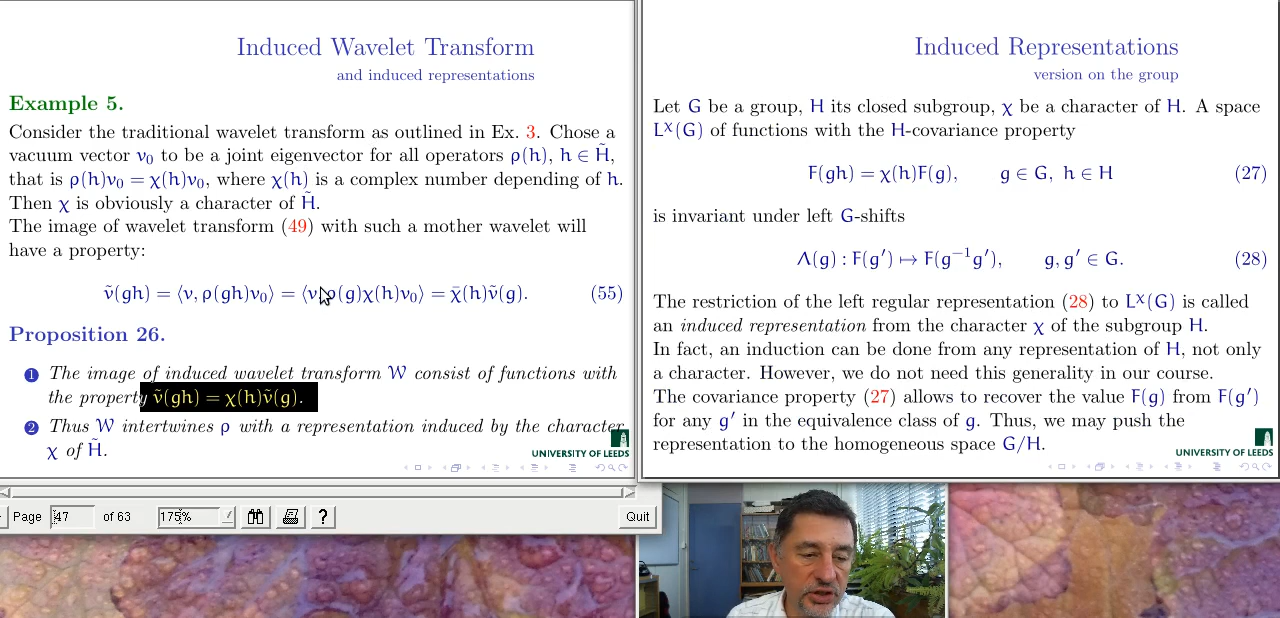 Induced Wavelet Transform
and induced representations
Example 5.
Consider the traditional wavelet transform as outlined in Ex. 3. Chose a
vacuum vector ν₀ to be a joint eigenvector for all operators ρ(h), h ∈ H̃,
that is ρ(h)ν₀ = χ(h)ν₀, where χ(h) is a complex number depending of h.
Then χ is obviously a character of H̃.
The image of wavelet transform (49) with such a mother wavelet will
have a property:
ṽ(gh) = ⟨v, ρ(gh)v₀⟩ = ⟨v, ρ(g)χ(h)v₀⟩ = χ̄(h)ṽ(g). (55)
Proposition 26.
1 The image of induced wavelet transform W consist of functions with
the property ṽ(gh) = χ(h)ṽ(g).
2 Thus W intertwines ρ with a representation induced by the character
χ of H̃.
UNIVERSITY OF LEEDS
Page 47 of 63 175% ? Quit
Induced Representations
version on the group
Let G be a group, H its closed subgroup, χ be a character of H. A space
Lᵡ(G) of functions with the H-covariance property
F(gh) = χ(h)F(g), g ∈ G, h ∈ H (27)
is invariant under left G-shifts
Λ(g) : F(g′) ↦ F(g⁻¹g′), g, g′ ∈ G. (28)
The restriction of the left regular representation (28) to Lᵡ(G) is called
an induced representation from the character χ of the subgroup H.
In fact, an induction can be done from any representation of H, not only
a character. However, we do not need this generality in our course.
The covariance property (27) allows to recover the value F(g) from F(g′)
for any g′ in the equivalence class of g. Thus, we may push the
representation to the homogeneous space G/H.
UNIVERSITY OF LEEDS